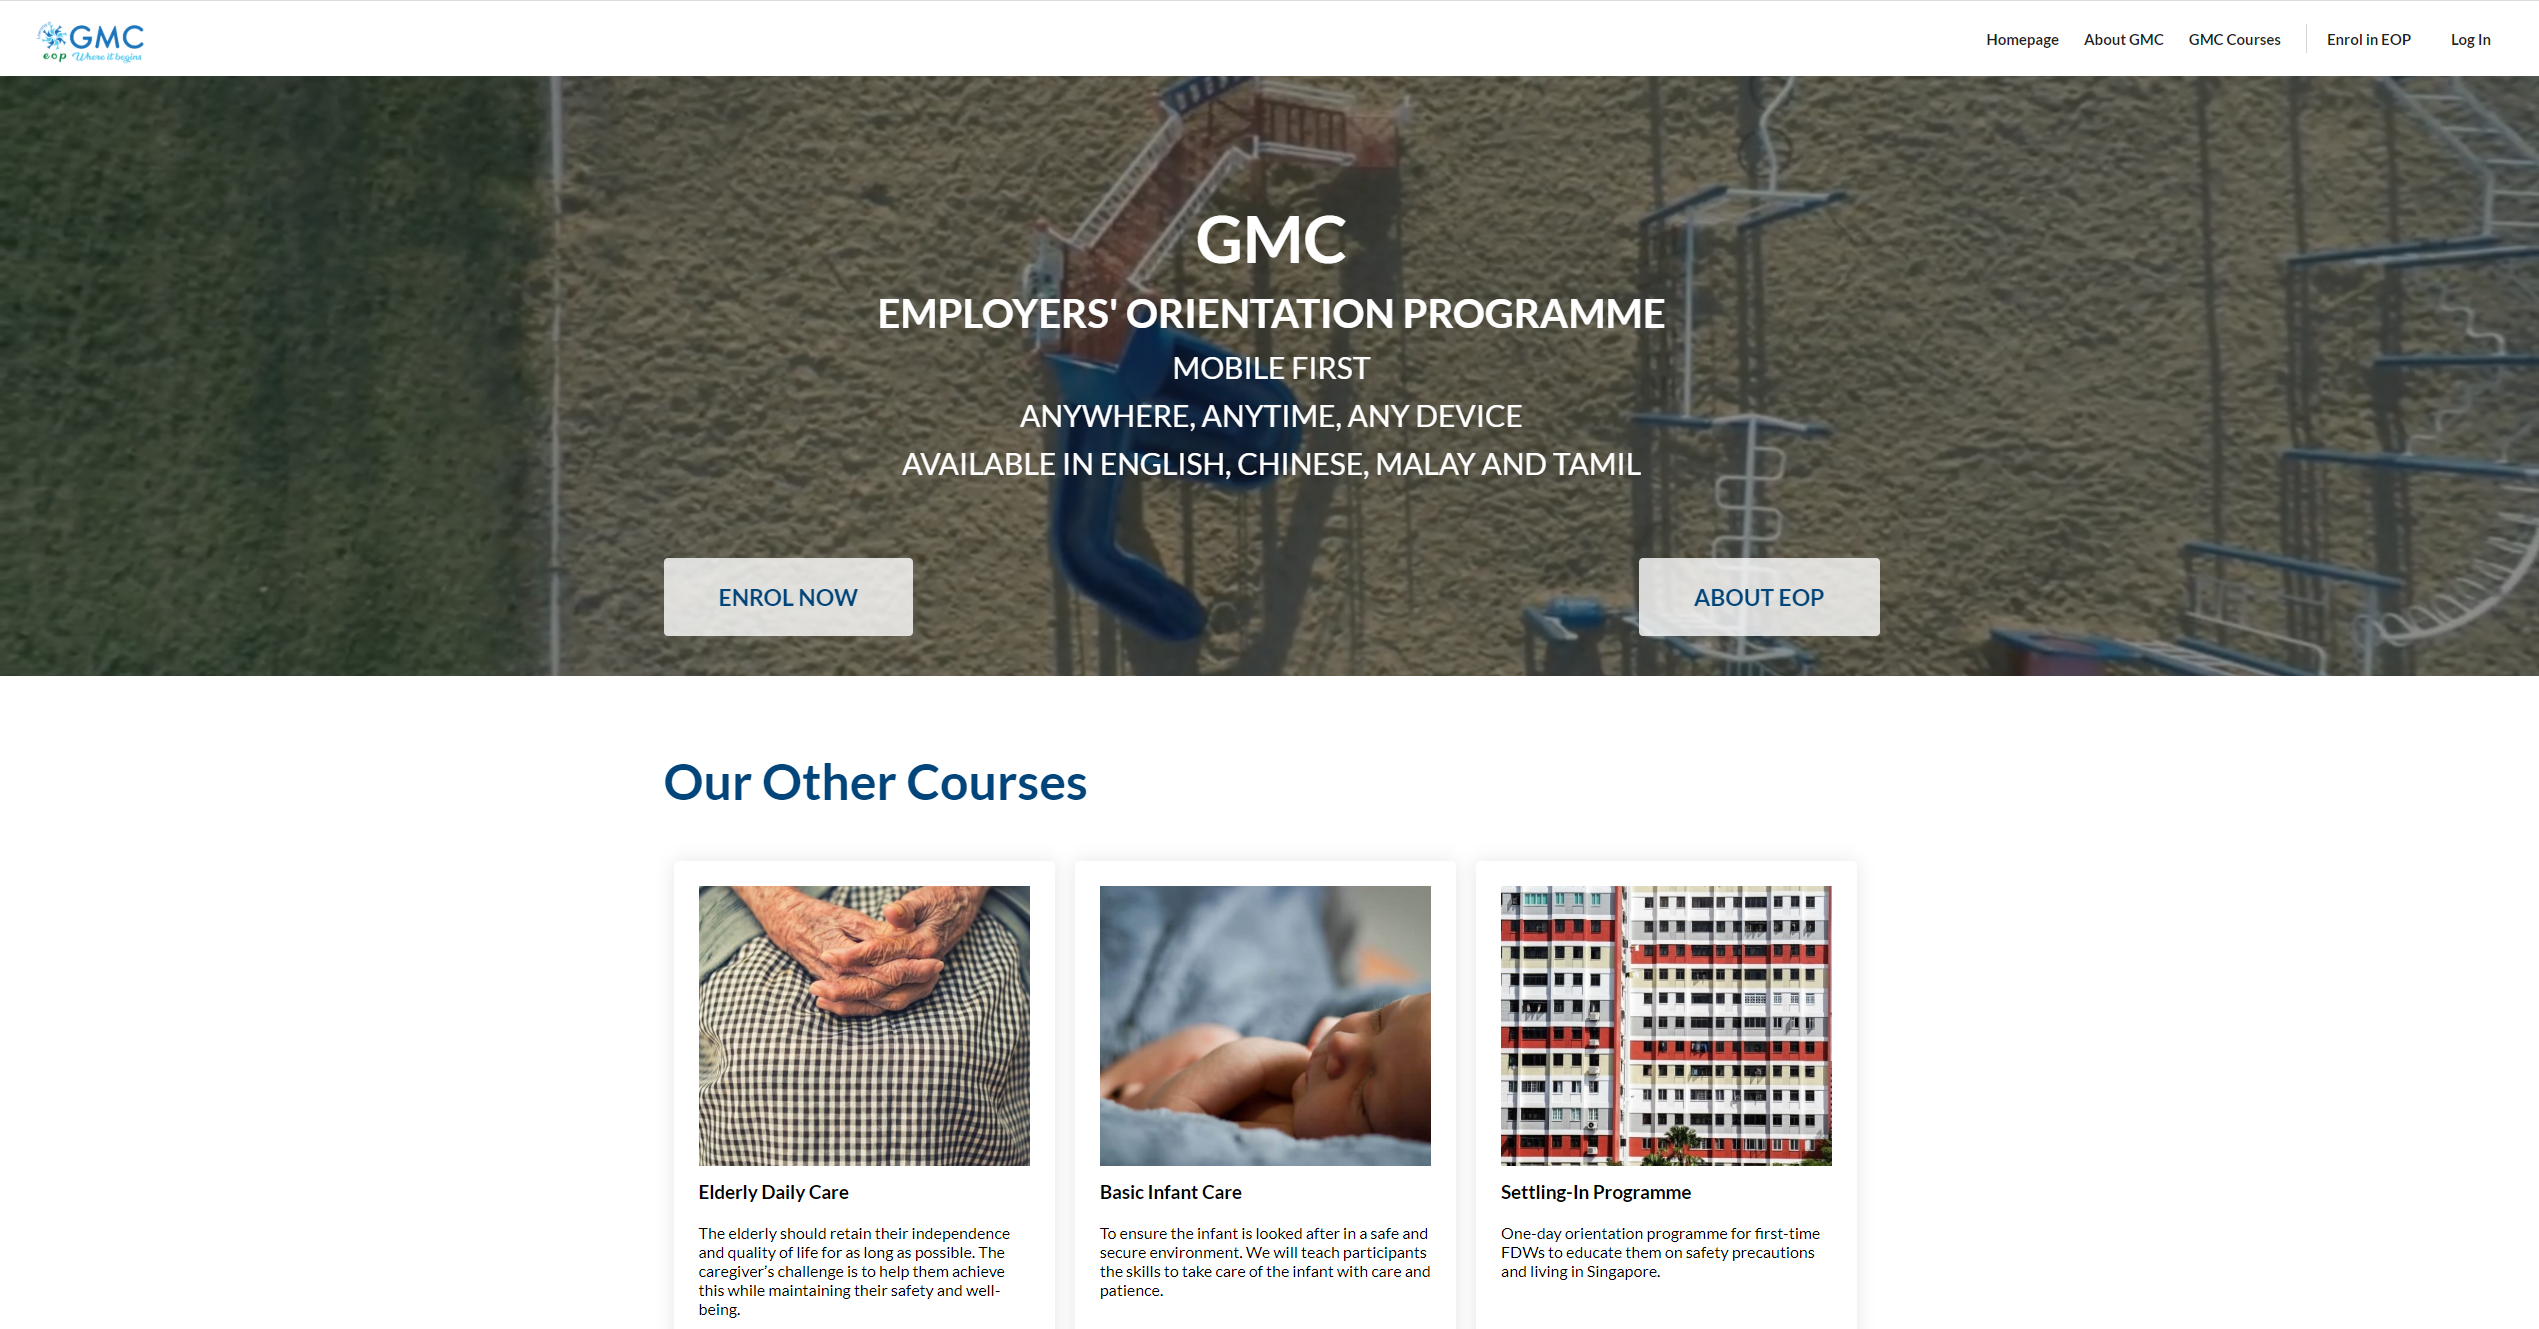 GMC
eop Where it begins
Homepage
About GMC
GMC Courses
Enrol in EOP
Log In
GMC
EMPLOYERS' ORIENTATION PROGRAMME
MOBILE FIRST
ANYWHERE, ANYTIME, ANY DEVICE
AVAILABLE IN ENGLISH, CHINESE, MALAY AND TAMIL
ENROL NOW
ABOUT EOP
Our Other Courses
Elderly Daily Care
The elderly should retain their independence
and quality of life for as long as possible. The
caregiver’s challenge is to help them achieve
this while maintaining their safety and well-
being.
Basic Infant Care
To ensure the infant is looked after in a safe and
secure environment. We will teach participants
the skills to take care of the infant with care and
patience.
Settling-In Programme
One-day orientation programme for first-time
FDWs to educate them on safety precautions
and living in Singapore.